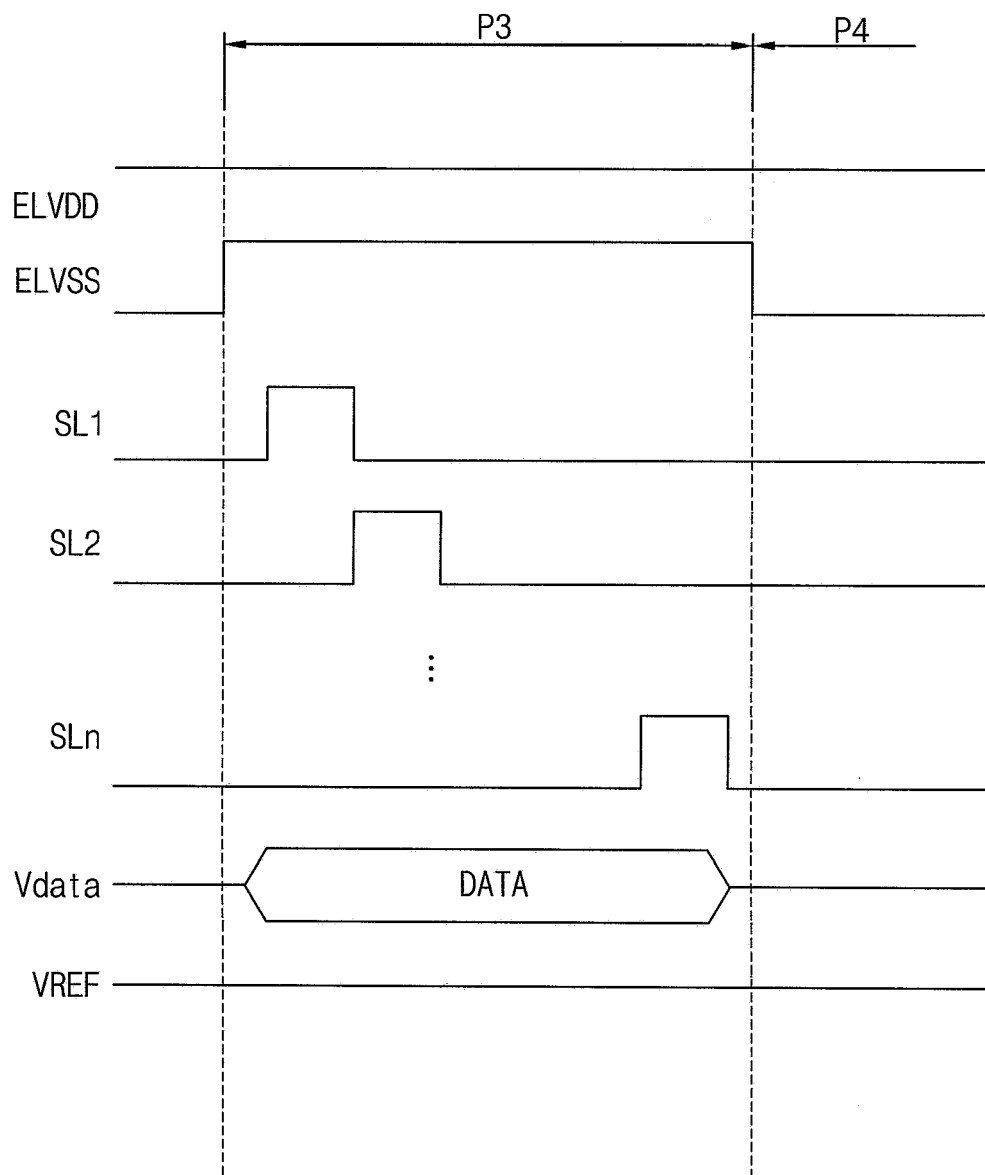 P3
P4
ELVDD
ELVSS
SL1
SL2
⋮
SLn
Vdata
DATA
VREF